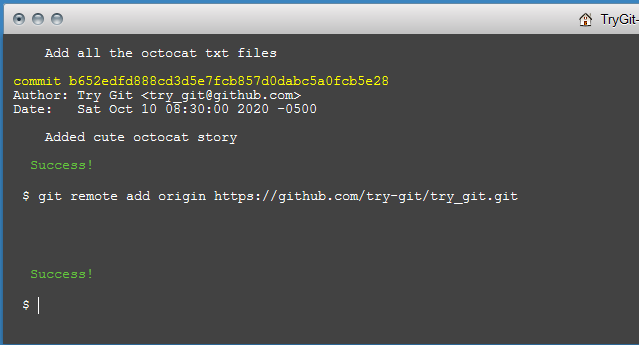 TryGit-
Add all the octocat txt files
commit b652edfd888cd3d5e7fcb857d0dabc5a0fcb5e28
Author: Try Git <try_git@github.com>
Date:   Sat Oct 10 08:30:00 2020 -0500
Added cute octocat story
Success!
$ git remote add origin https://github.com/try-git/try_git.git
Success!
$